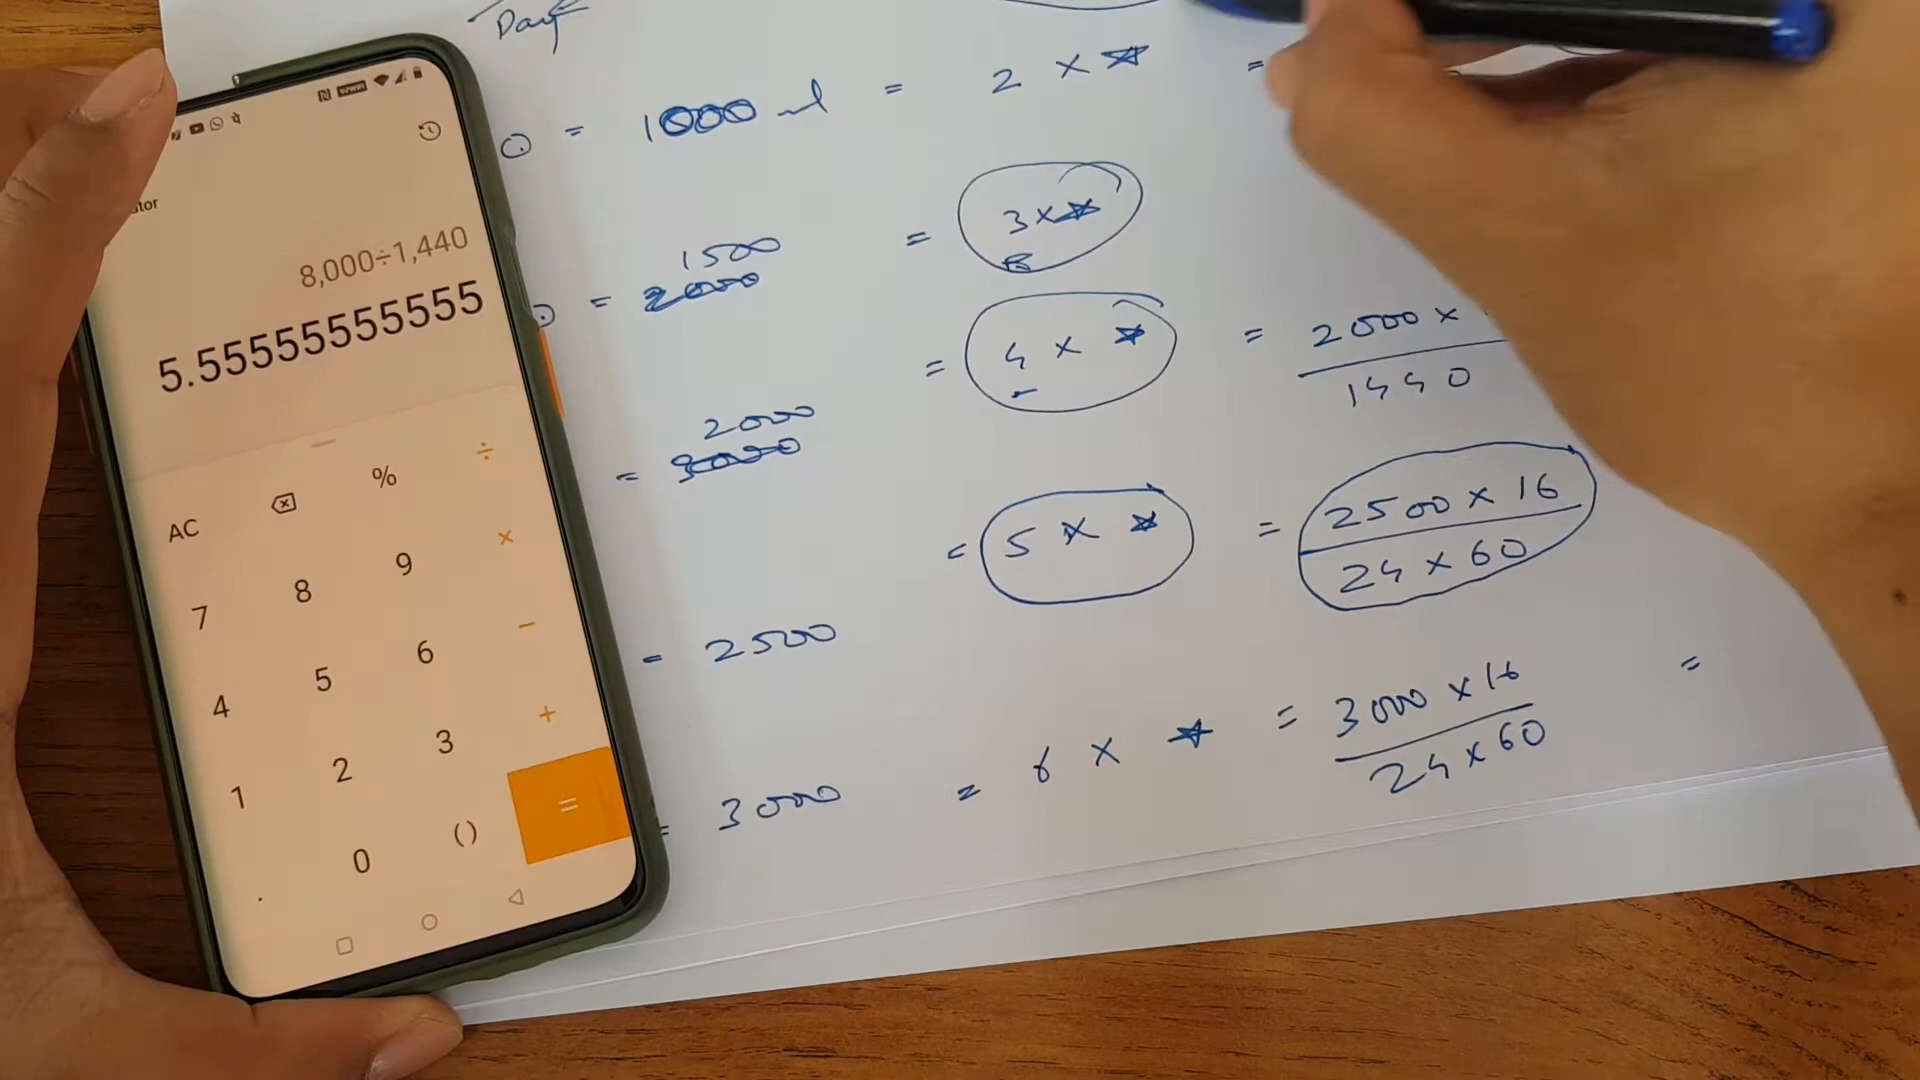 Day
= 1000 ml = 2 ×
=
1500 = 3 ×
= 2000
= 4 × = 2000 ×
1440
2000
= 3000
= 5 × = 2500 × 16
24 × 60
= 2500
= 3000 = 6 × = 3000 × 16 =
24 × 60
tor
8,000÷1,440
5.55555555555
AC % ÷
7 8 9 ×
4 5 6 −
1 2 3 +
. 0 () =